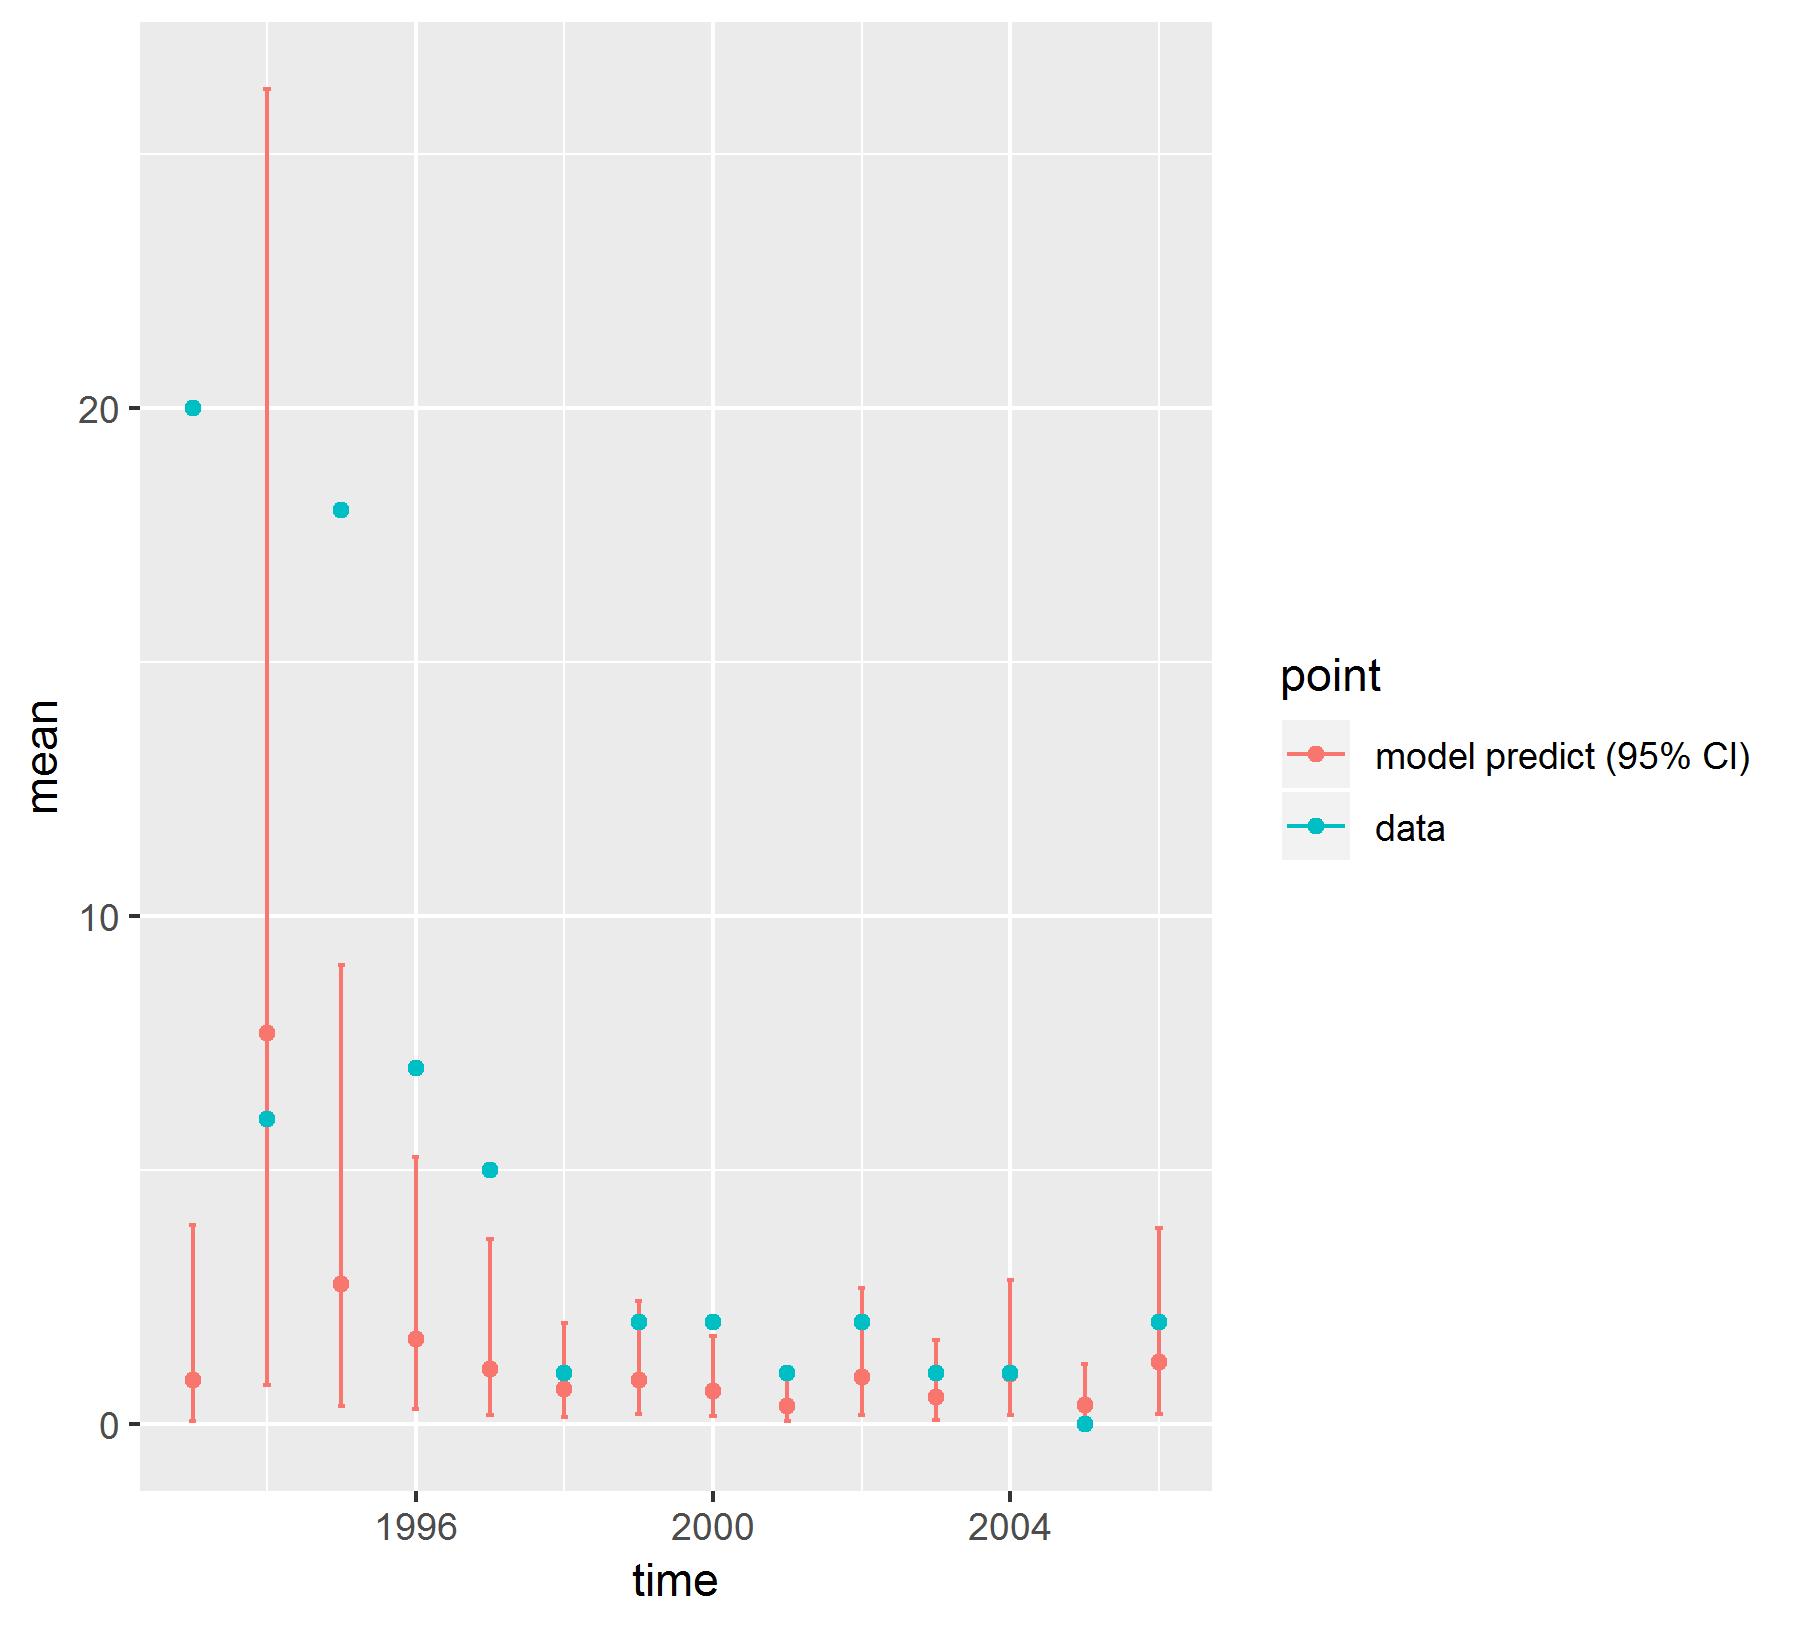 20
10
0
mean
1996
2000
2004
time
point
model predict (95% CI)
data